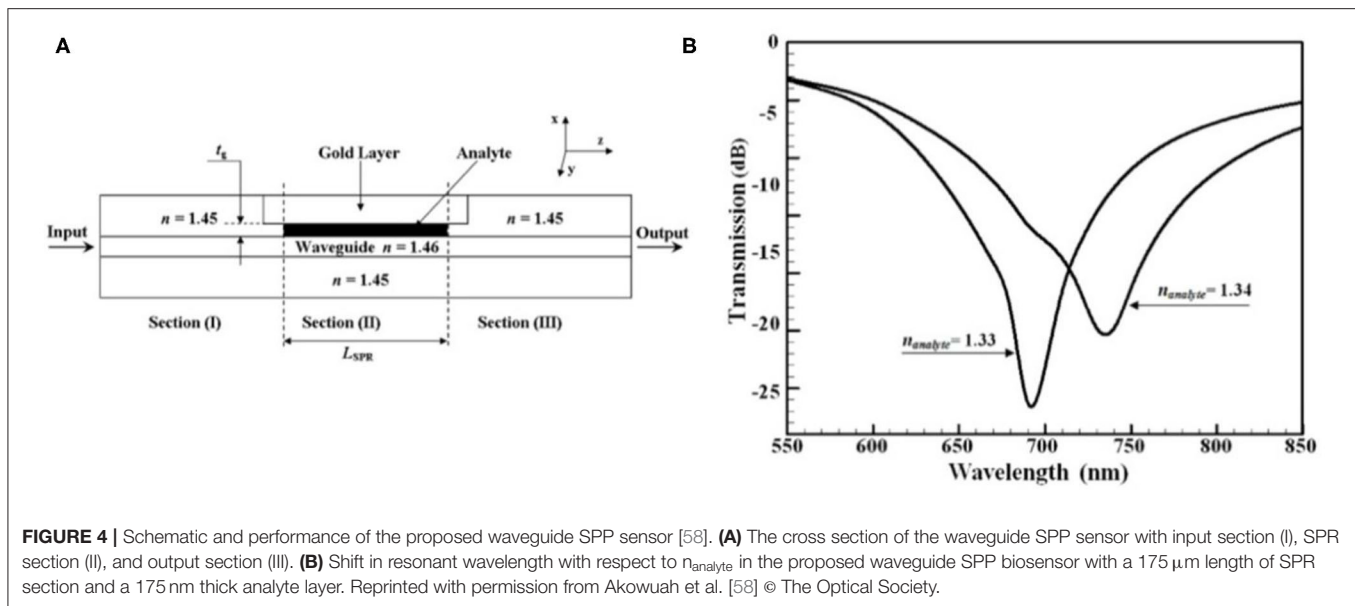 A
B
x
z
y
t_g
Gold Layer
Analyte
n = 1.45
n = 1.45
Input
Output
Waveguide n = 1.46
n = 1.45
Section (I)
Section (II)
Section (III)
L_SPR
0
-5
-10
-15
-20
-25
Transmission (dB)
n_analyte = 1.34
n_analyte = 1.33
550
600
650
700
750
800
850
Wavelength (nm)
FIGURE 4 | Schematic and performance of the proposed waveguide SPP sensor [58]. (A) The cross section of the waveguide SPP sensor with input section (I), SPR
section (II), and output section (III). (B) Shift in resonant wavelength with respect to n_analyte in the proposed waveguide SPP biosensor with a 175 μm length of SPR
section and a 175 nm thick analyte layer. Reprinted with permission from Akowuah et al. [58] © The Optical Society.